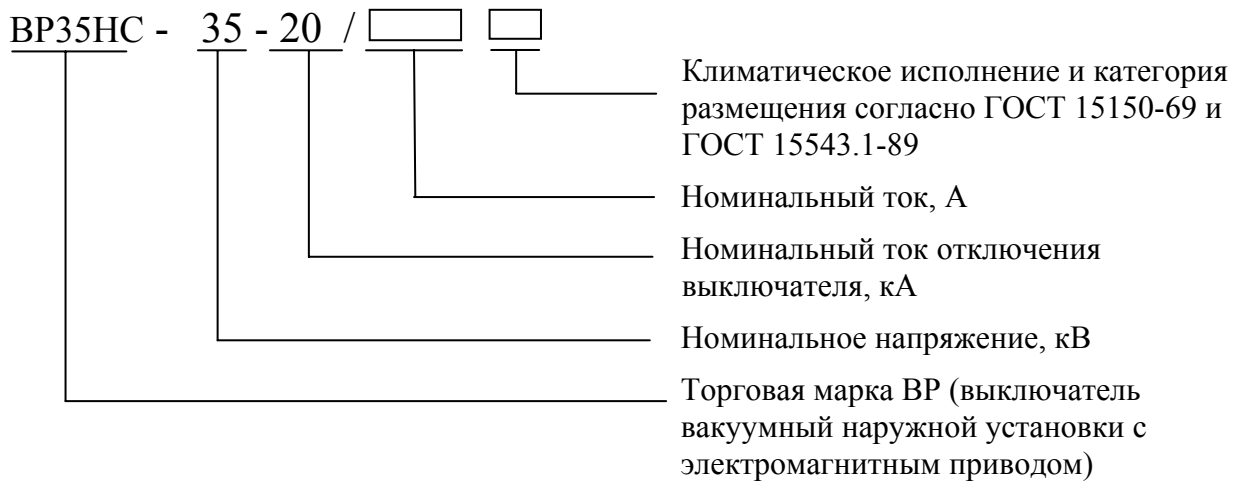 ВР35НС - 35 - 20 /
Климатическое исполнение и категория
размещения согласно ГОСТ 15150-69 и
ГОСТ 15543.1-89
Номинальный ток, А
Номинальный ток отключения
выключателя, кА
Номинальное напряжение, кВ
Торговая марка ВР (выключатель
вакуумный наружной установки с
электромагнитным приводом)